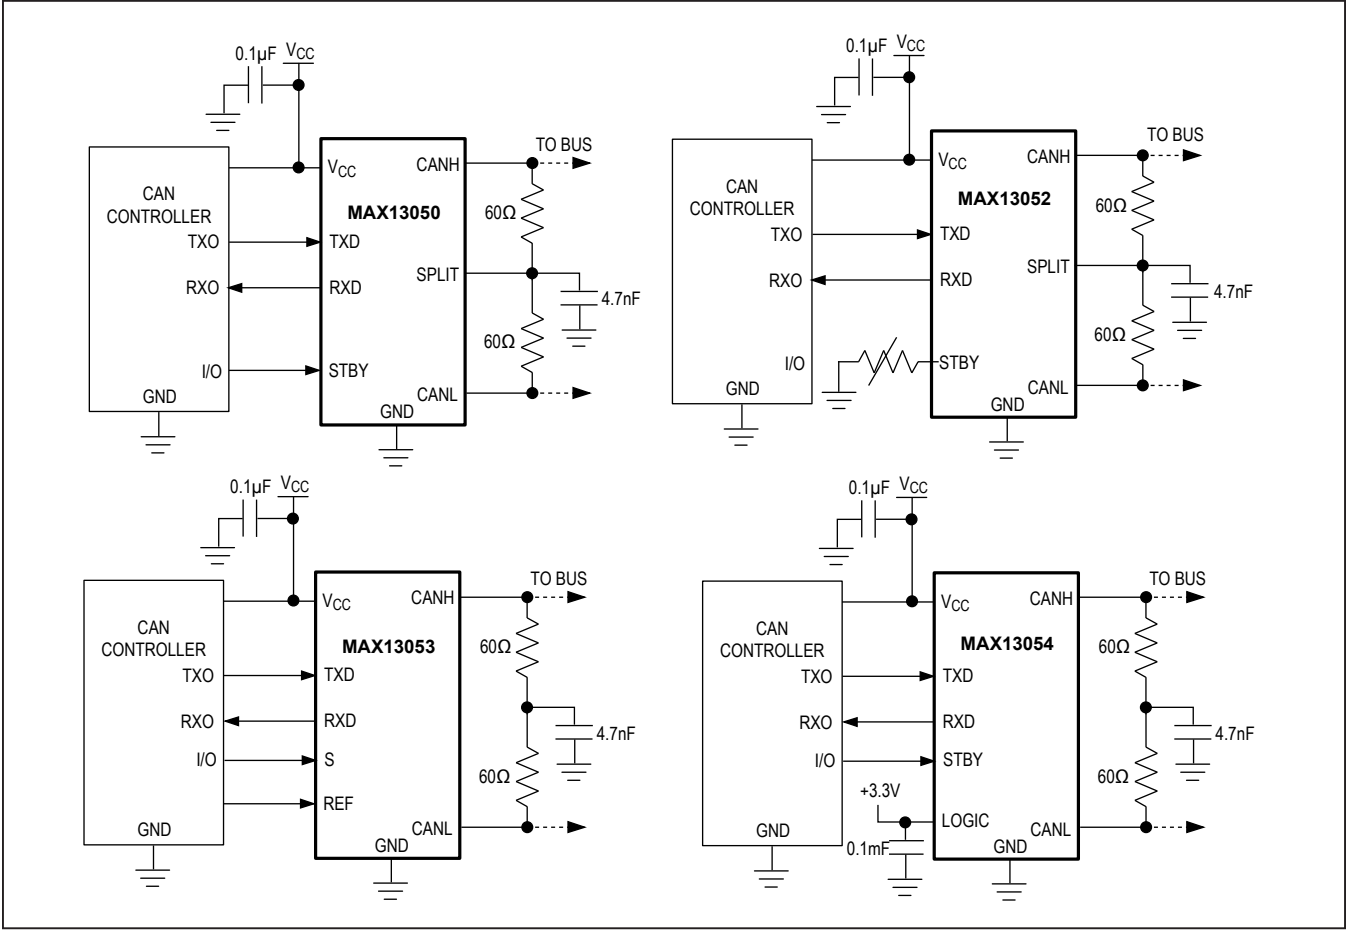 0.1µF VCC
TO BUS
CAN
CONTROLLER
VCC
CANH
MAX13050
60Ω
TXO
TXD
SPLIT
RXO
RXD
4.7nF
60Ω
I/O
STBY
CANL
GND
GND
0.1µF VCC
TO BUS
CAN
CONTROLLER
VCC
CANH
MAX13052
60Ω
TXO
TXD
SPLIT
RXO
RXD
4.7nF
60Ω
I/O
STBY
CANL
GND
GND
0.1µF VCC
TO BUS
CAN
CONTROLLER
VCC
CANH
MAX13053
60Ω
TXO
TXD
RXO
RXD
4.7nF
I/O
S
60Ω
REF
CANL
GND
GND
0.1µF VCC
TO BUS
CAN
CONTROLLER
VCC
CANH
MAX13054
60Ω
TXO
TXD
RXO
RXD
4.7nF
I/O
STBY
60Ω
+3.3V
LOGIC
CANL
GND
0.1mF
GND